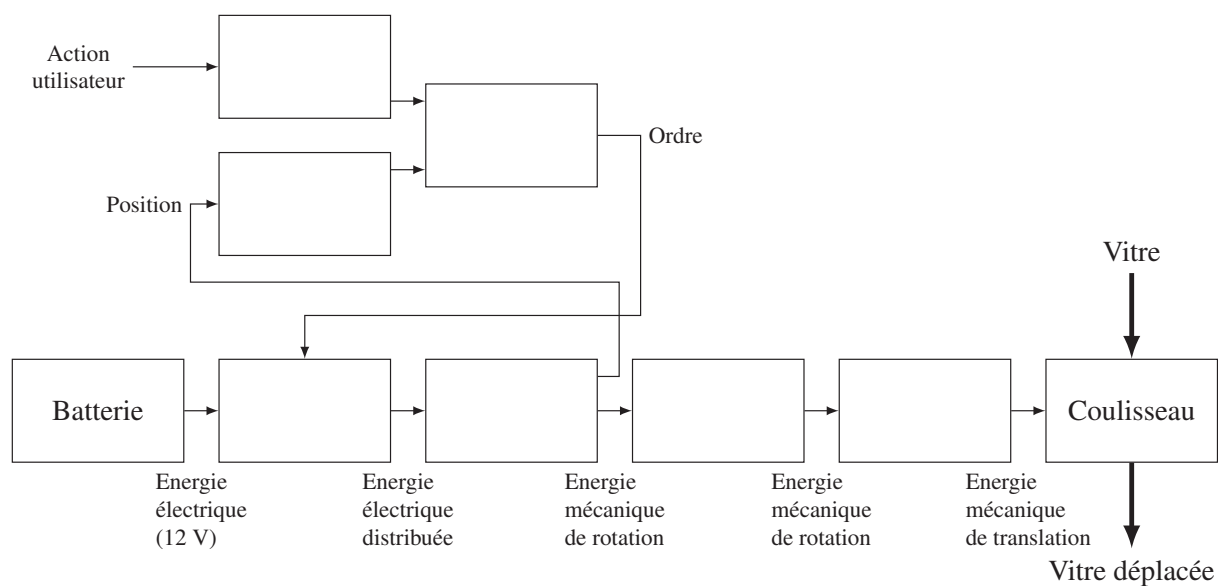 Action
utilisateur
Ordre
Position
Vitre
Batterie
Coulisseau
Energie
électrique
(12 V)
Energie
électrique
distribuée
Energie
mécanique
de rotation
Energie
mécanique
de rotation
Energie
mécanique
de translation
Vitre déplacée